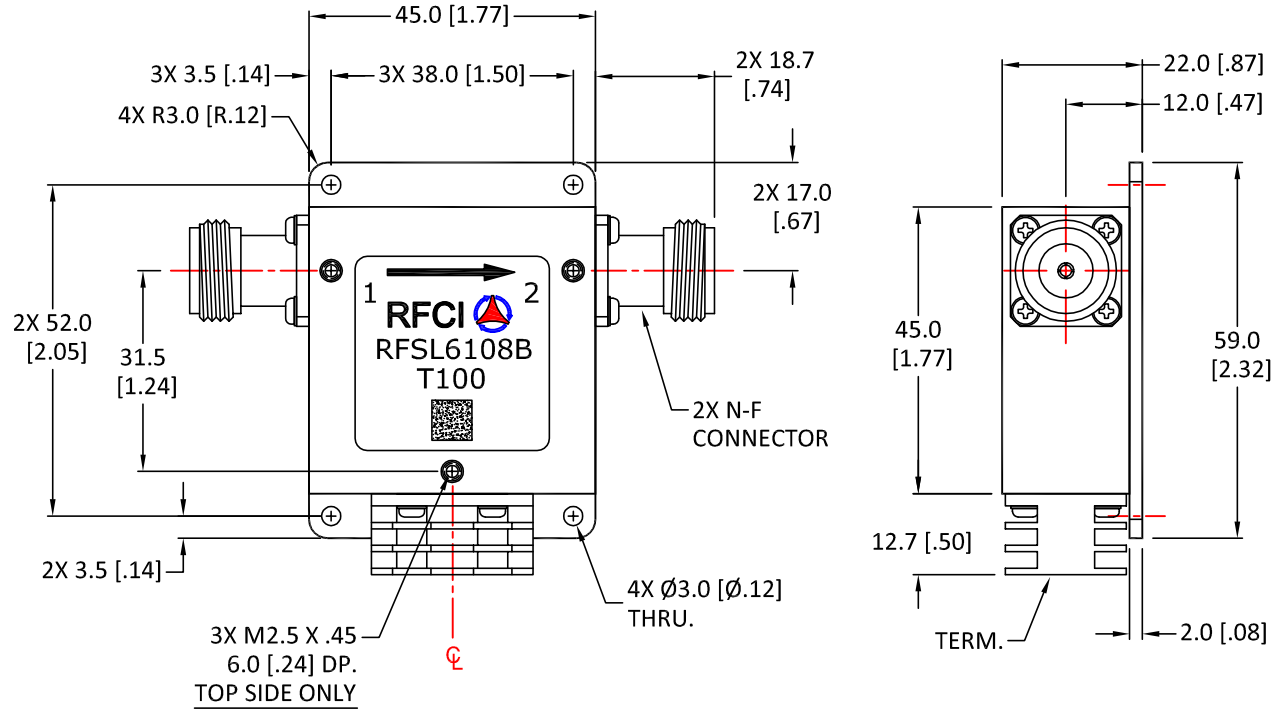 45.0 [1.77]
3X 3.5 [.14]
3X 38.0 [1.50]
2X 18.7
[.74]
4X R3.0 [R.12]
2X 17.0
[.67]
2X 52.0
[2.05]
31.5
[1.24]
1
2
RFCI
RFSL6108B
T100
2X N-F
CONNECTOR
2X 3.5 [.14]
4X Ø3.0 [Ø.12]
THRU.
3X M2.5 X .45
6.0 [.24] DP.
TOP SIDE ONLY
℄
22.0 [.87]
12.0 [.47]
45.0
[1.77]
59.0
[2.32]
12.7 [.50]
TERM.
2.0 [.08]